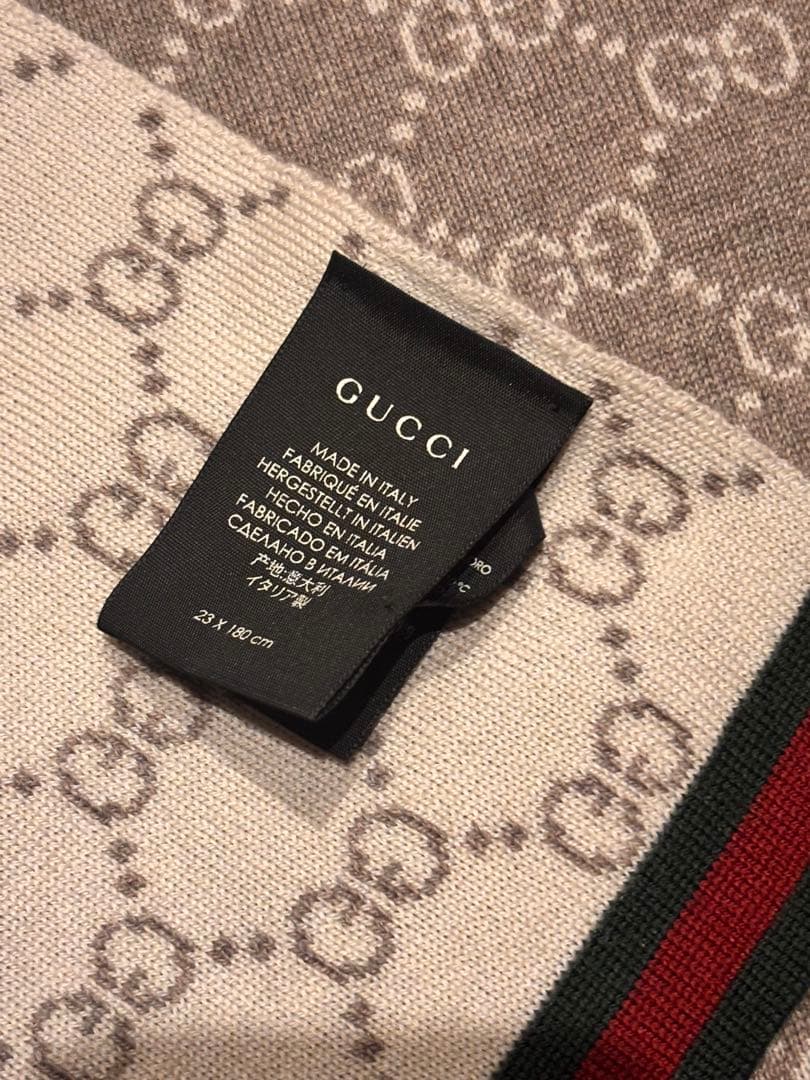 GUCCI
MADE IN ITALY
FABRIQUÉ EN ITALIE
HERGESTELLT IN ITALIEN
HECHO EN ITALIA
FABRICADO EM ITÁLIA
СДЕЛАНО В ИТАЛИИ
产地:意大利
イタリア製
23 X 180 cm